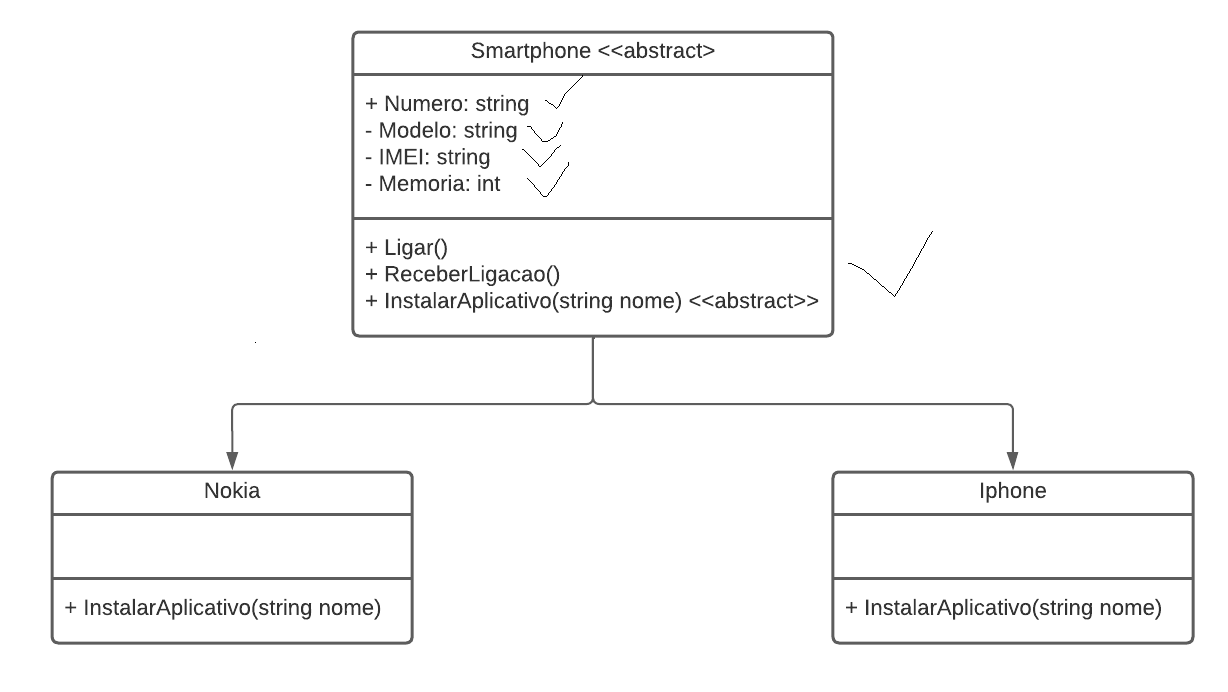 Smartphone <<abstract>
+ Numero: string
- Modelo: string
- IMEI: string
- Memoria: int
+ Ligar()
+ ReceberLigacao()
+ InstalarAplicativo(string nome) <<abstract>>
Nokia
+ InstalarAplicativo(string nome)
Iphone
+ InstalarAplicativo(string nome)